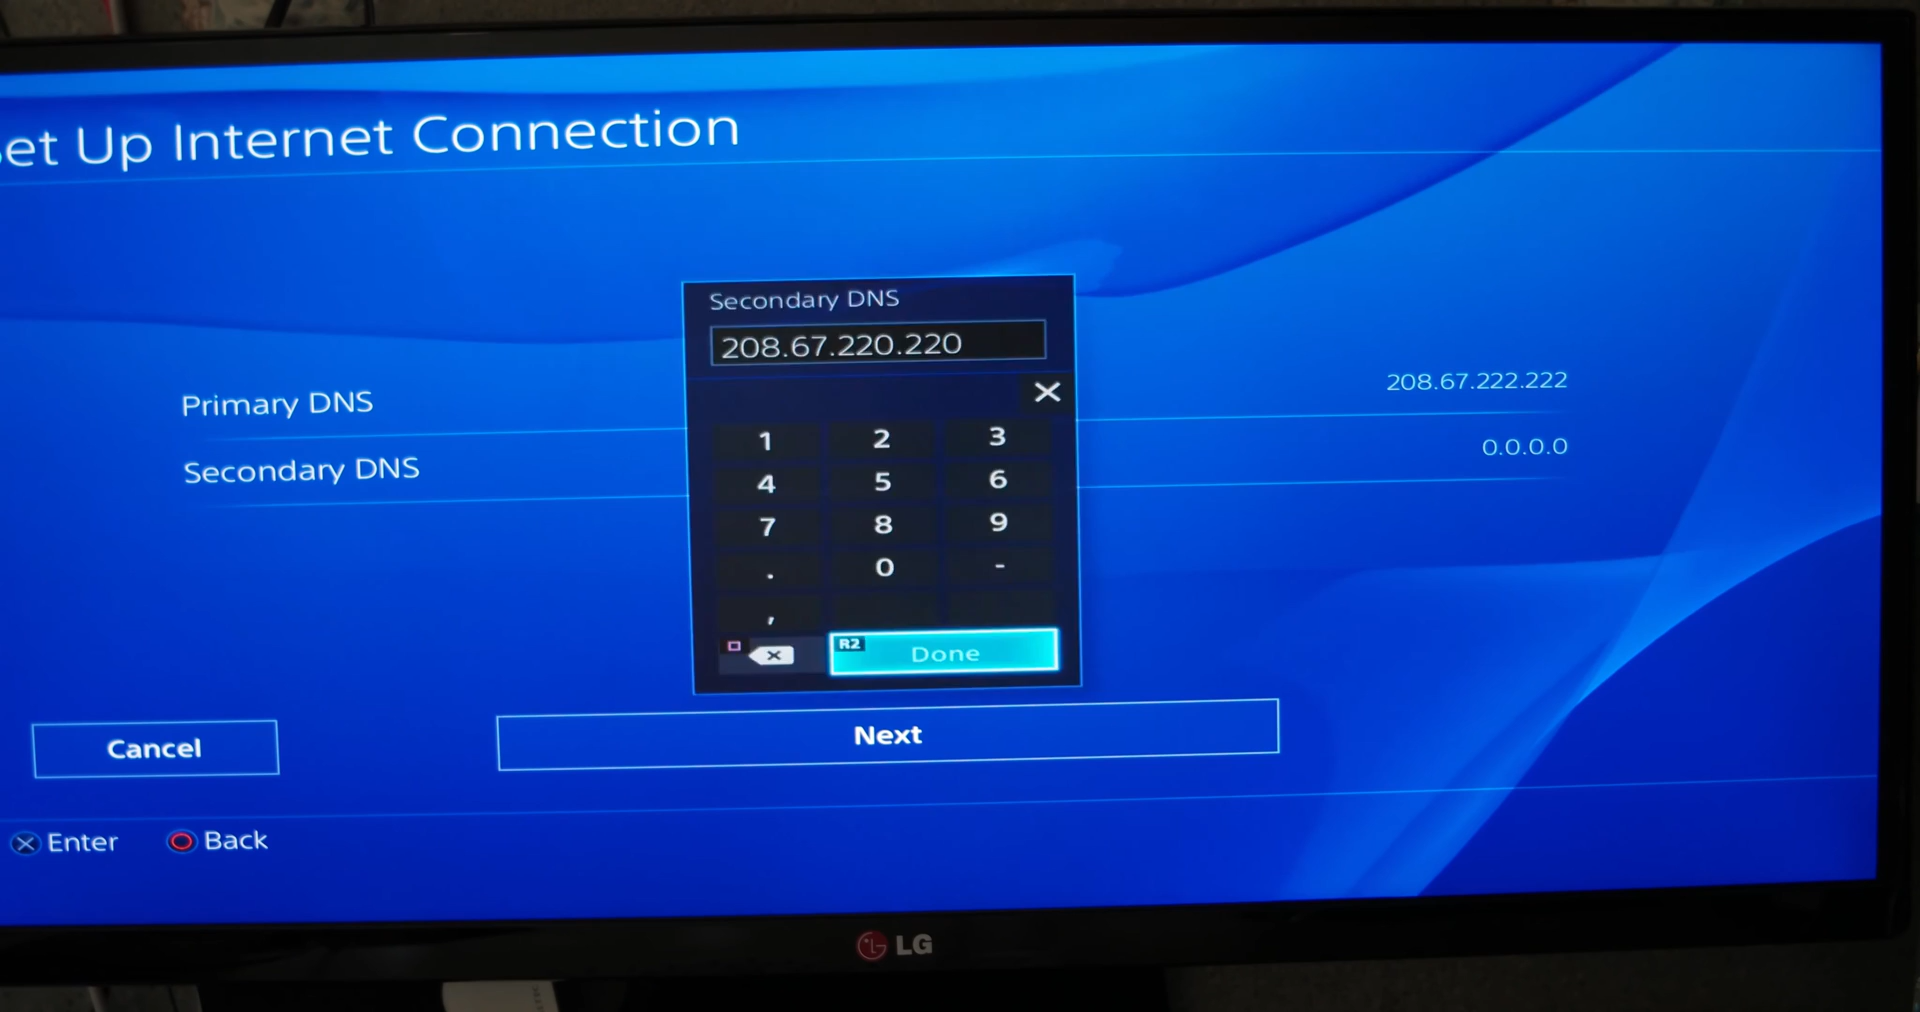 et Up Internet Connection
Secondary DNS
208.67.220.220
Primary DNS
208.67.222.222
Secondary DNS
0.0.0.0
1 2 3
4 5 6
7 8 9
. 0 -
,
R2 Done
Cancel
Next
Enter Back
LG